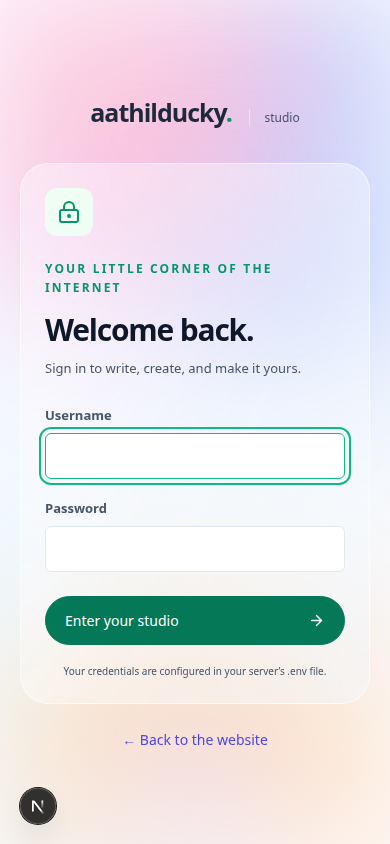 aathilducky. studio
YOUR LITTLE CORNER OF THE
INTERNET
Welcome back.
Sign in to write, create, and make it yours.
Username
Password
Enter your studio →
Your credentials are configured in your server's .env file.
← Back to the website
N